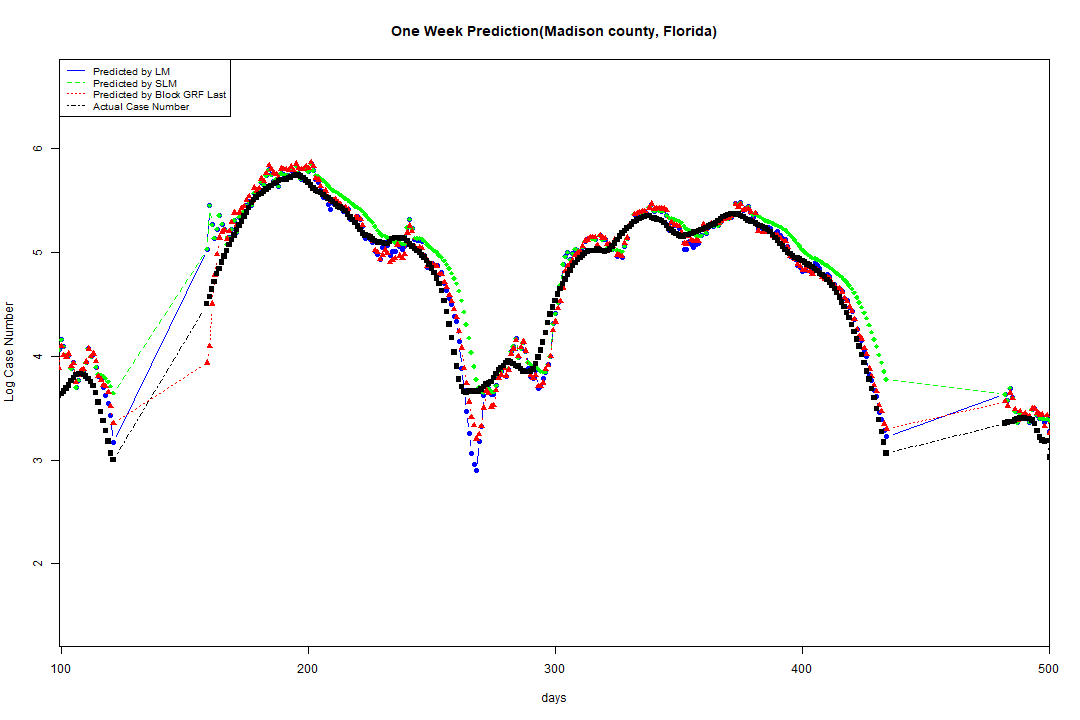 One Week Prediction(Madison county, Florida)
Predicted by LM
Predicted by SLM
Predicted by Block GRF Last
Actual Case Number
Log Case Number
6
5
4
3
2
100 200 300 400 500
days